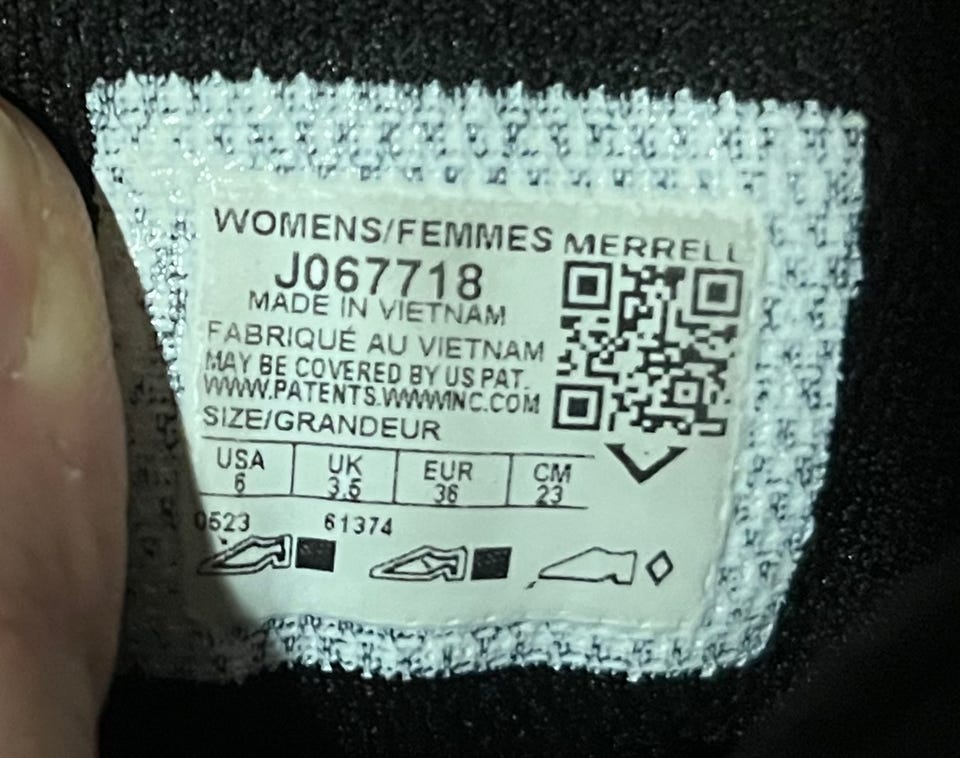 WOMENS/FEMMES MERRELL
J067718
MADE IN VIETNAM
FABRIQUÉ AU VIETNAM
MAY BE COVERED BY US PAT.
WWW.PATENTS.WWWINC.COM
SIZE/GRANDEUR
USA UK EUR CM
6 3.5 36 23
0523 61374